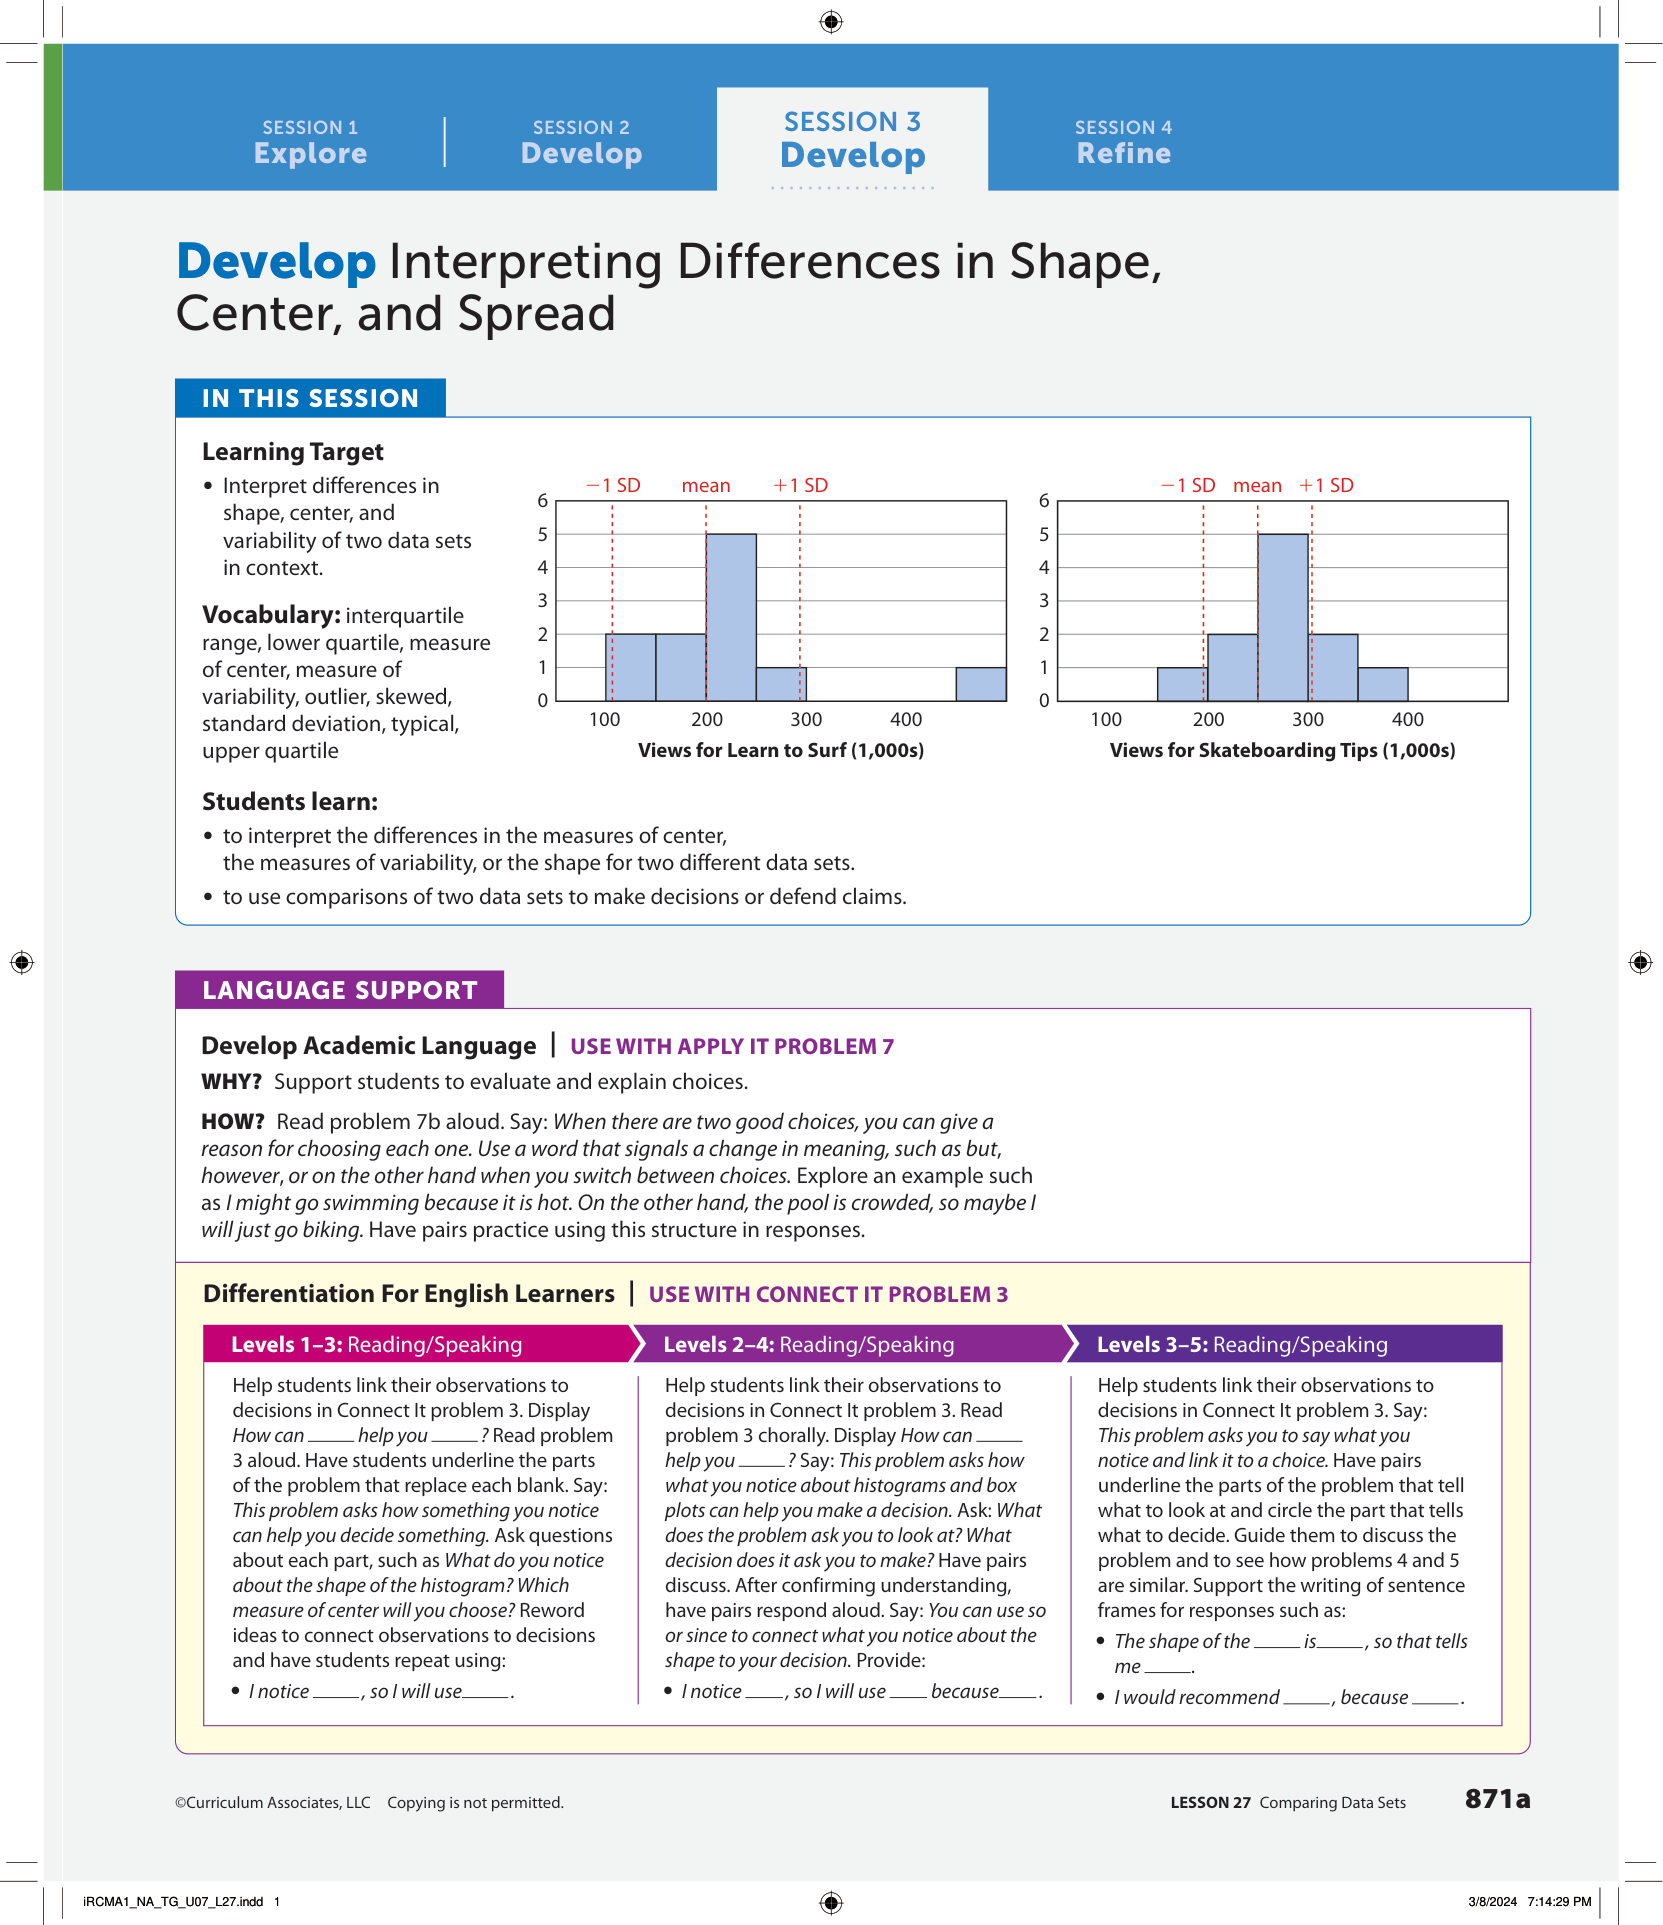 SESSION 1
Explore
SESSION 2
Develop
SESSION 3
Develop
SESSION 4
Refine
Develop Interpreting Differences in Shape,
Center, and Spread
IN THIS SESSION
Learning Target
• Interpret differences in
shape, center, and
variability of two data sets
in context.
Vocabulary: interquartile
range, lower quartile, measure
of center, measure of
variability, outlier, skewed,
standard deviation, typical,
upper quartile
−1 SD mean +1 SD
6
5
4
3
2
1
0
100 200 300 400
Views for Learn to Surf (1,000s)
−1 SD mean +1 SD
6
5
4
3
2
1
0
100 200 300 400
Views for Skateboarding Tips (1,000s)
Students learn:
• to interpret the differences in the measures of center,
the measures of variability, or the shape for two different data sets.
• to use comparisons of two data sets to make decisions or defend claims.
LANGUAGE SUPPORT
Develop Academic Language | USE WITH APPLY IT PROBLEM 7
WHY? Support students to evaluate and explain choices.
HOW? Read problem 7b aloud. Say: When there are two good choices, you can give a
reason for choosing each one. Use a word that signals a change in meaning, such as but,
however, or on the other hand when you switch between choices. Explore an example such
as I might go swimming because it is hot. On the other hand, the pool is crowded, so maybe I
will just go biking. Have pairs practice using this structure in responses.
Differentiation For English Learners | USE WITH CONNECT IT PROBLEM 3
Levels 1–3: Reading/Speaking
Help students link their observations to
decisions in Connect It problem 3. Display
How can ____ help you ____ ? Read problem
3 aloud. Have students underline the parts
of the problem that replace each blank. Say:
This problem asks how something you notice
can help you decide something. Ask questions
about each part, such as What do you notice
about the shape of the histogram? Which
measure of center will you choose? Reword
ideas to connect observations to decisions
and have students repeat using:
• I notice ____ , so I will use____ .
Levels 2–4: Reading/Speaking
Help students link their observations to
decisions in Connect It problem 3. Read
problem 3 chorally. Display How can ____
help you ____ ? Say: This problem asks how
what you notice about histograms and box
plots can help you make a decision. Ask: What
does the problem ask you to look at? What
decision does it ask you to make? Have pairs
discuss. After confirming understanding,
have pairs respond aloud. Say: You can use so
or since to connect what you notice about the
shape to your decision. Provide:
• I notice ____ , so I will use ____ because____ .
Levels 3–5: Reading/Speaking
Help students link their observations to
decisions in Connect It problem 3. Say:
This problem asks you to say what you
notice and link it to a choice. Have pairs
underline the parts of the problem that tell
what to look at and circle the part that tells
what to decide. Guide them to discuss the
problem and to see how problems 4 and 5
are similar. Support the writing of sentence
frames for responses such as:
• The shape of the ____ is____ , so that tells
me ____.
• I would recommend ____ , because ____ .
©Curriculum Associates, LLC Copying is not permitted.
LESSON 27 Comparing Data Sets 871a
iRCMA1_NA_TG_U07_L27.indd 1
3/8/2024 7:14:29 PM